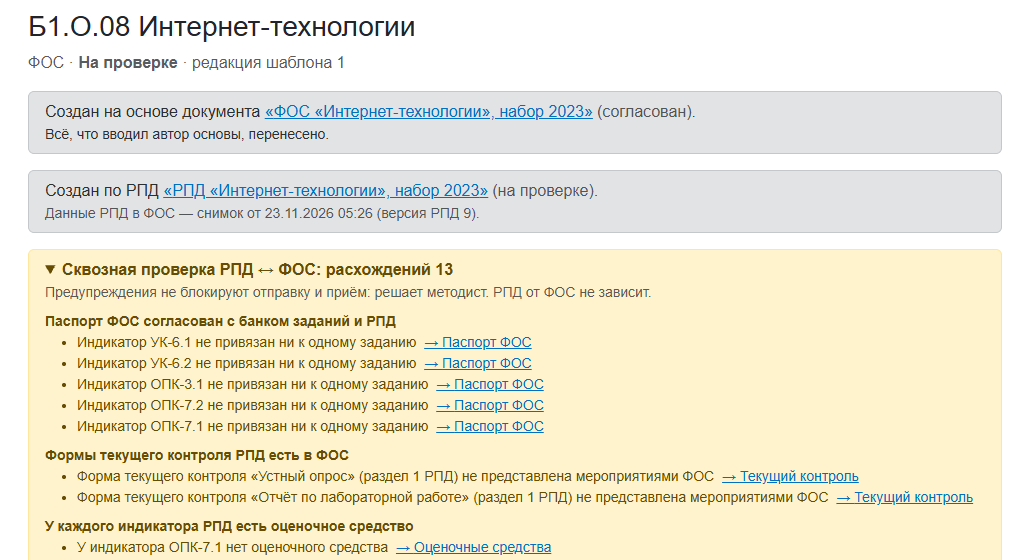 Б1.О.08 Интернет-технологии
ФОС · На проверке · редакция шаблона 1
Создан на основе документа «ФОС «Интернет-технологии», набор 2023» (согласован).
Всё, что вводил автор основы, перенесено.
Создан по РПД «РПД «Интернет-технологии», набор 2023» (на проверке).
Данные РПД в ФОС — снимок от 23.11.2026 05:26 (версия РПД 9).
▼ Сквозная проверка РПД ↔ ФОС: расхождений 13
Предупреждения не блокируют отправку и приём: решает методист. РПД от ФОС не зависит.
Паспорт ФОС согласован с банком заданий и РПД
• Индикатор УК-6.1 не привязан ни к одному заданию → Паспорт ФОС
• Индикатор УК-6.2 не привязан ни к одному заданию → Паспорт ФОС
• Индикатор ОПК-3.1 не привязан ни к одному заданию → Паспорт ФОС
• Индикатор ОПК-7.2 не привязан ни к одному заданию → Паспорт ФОС
• Индикатор ОПК-7.1 не привязан ни к одному заданию → Паспорт ФОС
Формы текущего контроля РПД есть в ФОС
• Форма текущего контроля «Устный опрос» (раздел 1 РПД) не представлена мероприятиями ФОС → Текущий контроль
• Форма текущего контроля «Отчёт по лабораторной работе» (раздел 1 РПД) не представлена мероприятиями ФОС → Текущий контроль
У каждого индикатора РПД есть оценочное средство
• У индикатора ОПК-7.1 нет оценочного средства → Оценочные средства